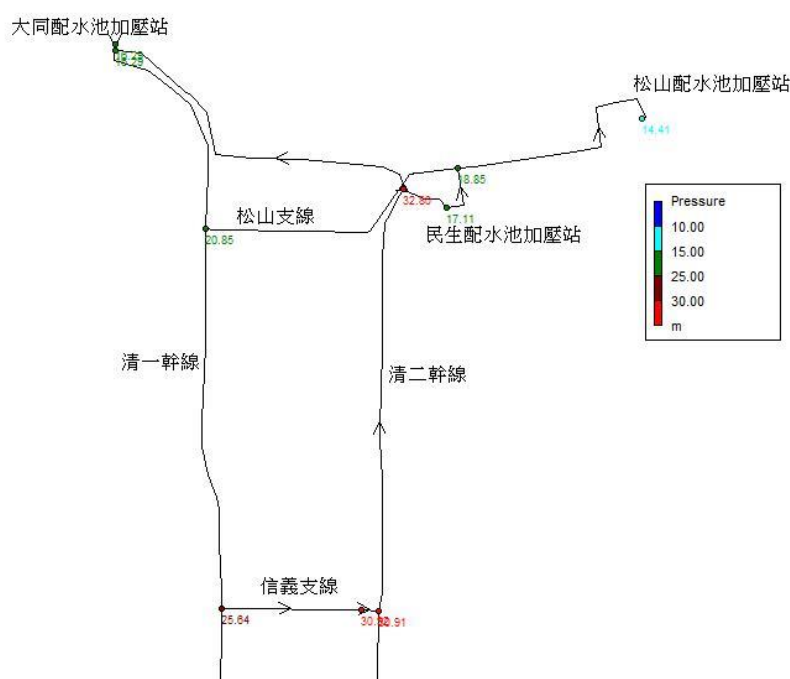 大同配水池加壓站
松山配水池加壓站
14.41
18.85
32.80
17.11
民生配水池加壓站
松山支線
20.85
Pressure
10.00
15.00
25.00
30.00
m
清一幹線
清二幹線
信義支線
25.64
30.91